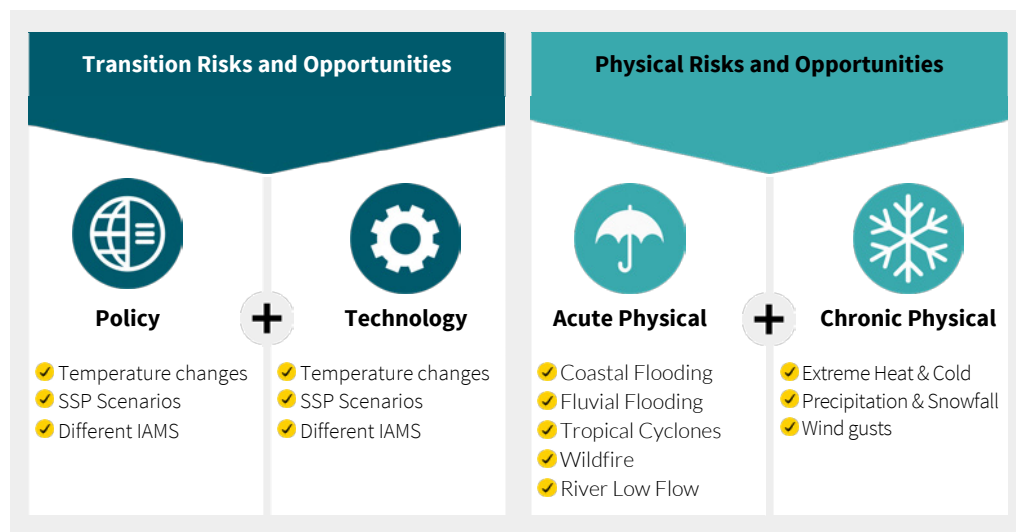 Transition Risks and Opportunities
Policy
Temperature changes
SSP Scenarios
Different IAMS
Technology
Temperature changes
SSP Scenarios
Different IAMS
Physical Risks and Opportunities
Acute Physical
Coastal Flooding
Fluvial Flooding
Tropical Cyclones
Wildfire
River Low Flow
Chronic Physical
Extreme Heat & Cold
Precipitation & Snowfall
Wind gusts